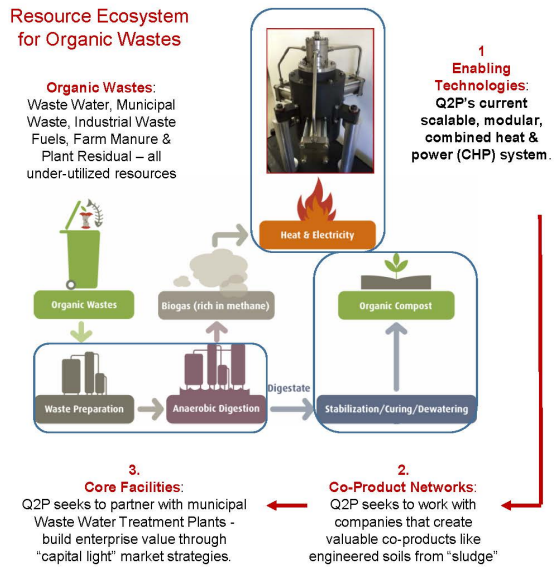 Resource Ecosystem
for Organic Wastes
Organic Wastes:
Waste Water, Municipal
Waste, Industrial Waste
Fuels, Farm Manure &
Plant Residual – all
under-utilized resources
1
Enabling
Technologies:
Q2P's current
scalable, modular,
combined heat &
power (CHP) system.
Heat & Electricity
Organic Wastes
Biogas (rich in methane)
Organic Compost
Waste Preparation
Anaerobic Digestion
Digestate
Stabilization/Curing/Dewatering
3.
Core Facilities:
Q2P seeks to partner with municipal
Waste Water Treatment Plants -
build enterprise value through
“capital light” market strategies.
2.
Co-Product Networks:
Q2P seeks to work with
companies that create
valuable co-products like
engineered soils from “sludge”